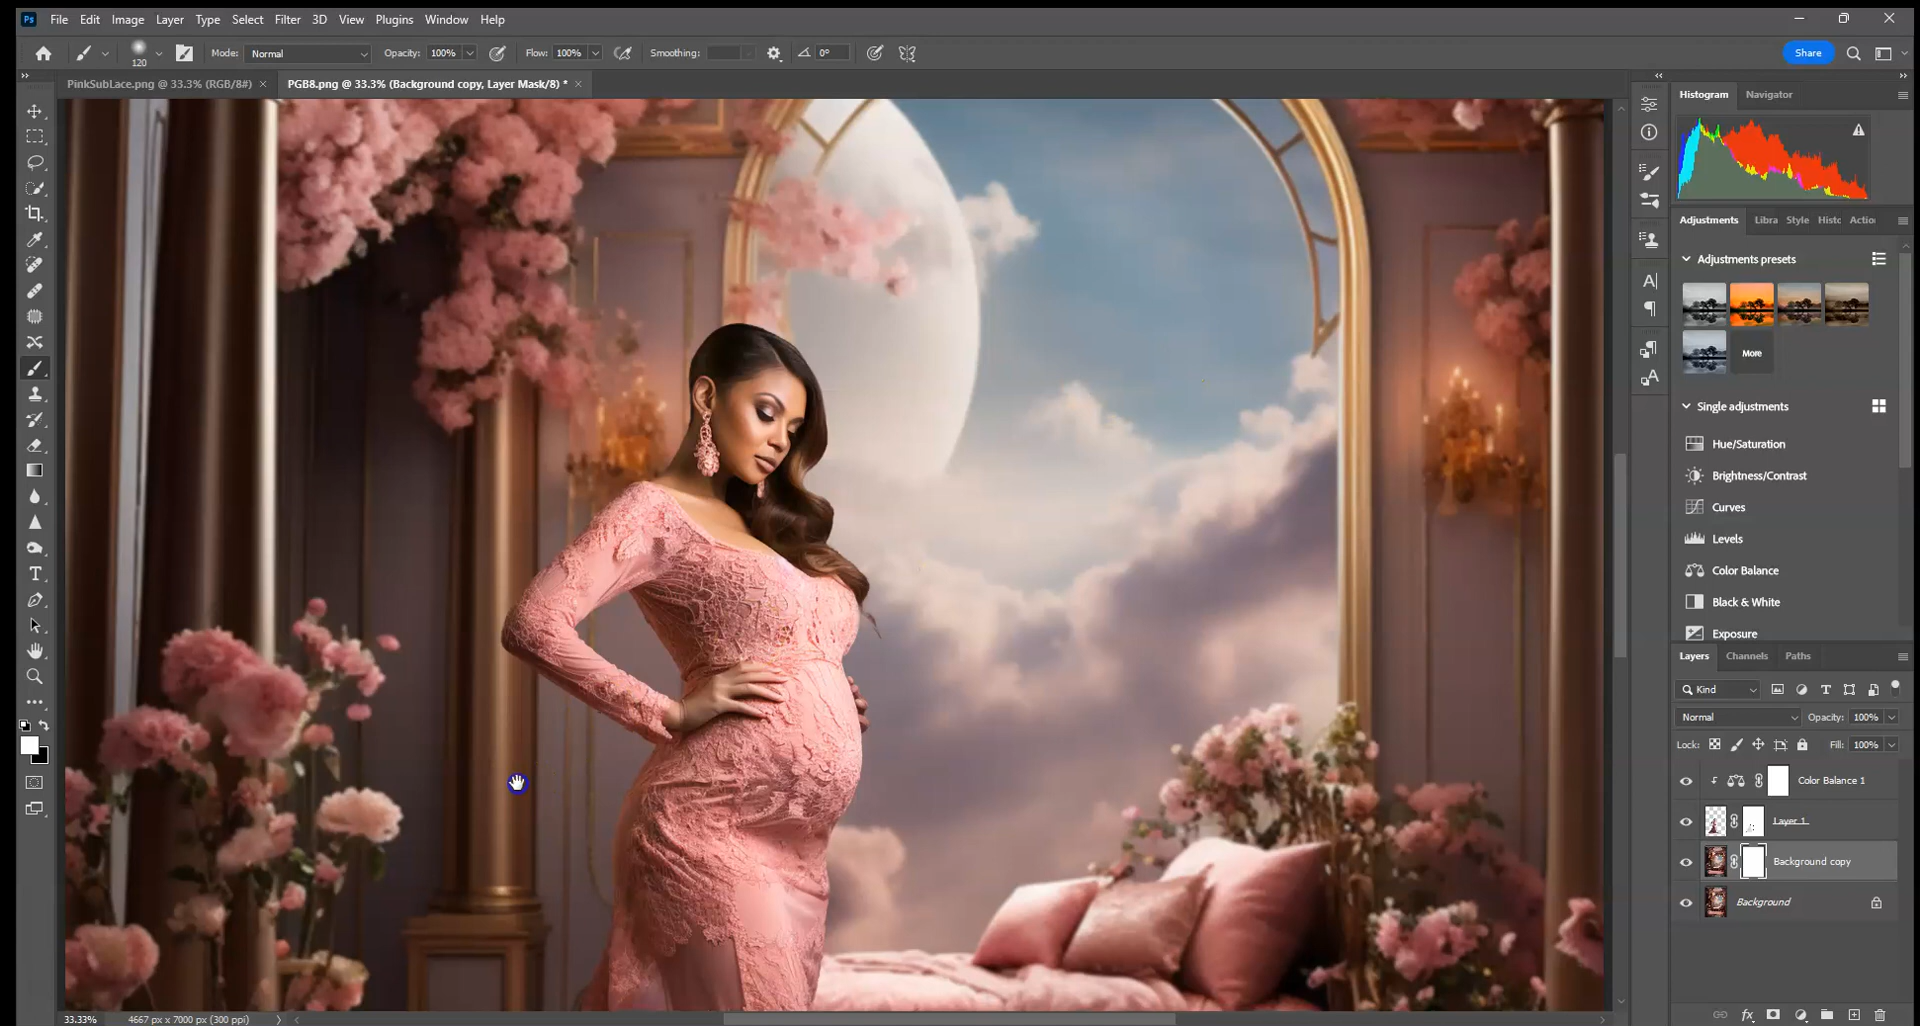 Ps File Edit Image Layer Type Select Filter 3D View Plugins Window Help
120 Mode: Normal Opacity: 100% Flow: 100% Smoothing: 0° Share
PinkSubLace.png @ 33.3% (RGB/8#) × PGB8.png @ 33.3% (Background copy, Layer Mask/8) * ×
Histogram Navigator
Adjustments Libra Style Histc Actio
Adjustments presets
More
Single adjustments
Hue/Saturation
Brightness/Contrast
Curves
Levels
Color Balance
Black & White
Exposure
Layers Channels Paths
Kind
Normal Opacity: 100%
Lock: Fill: 100%
Color Balance 1
Layer 1
Background copy
Background
fx
33.33% 4667 px x 7000 px (300 ppi)